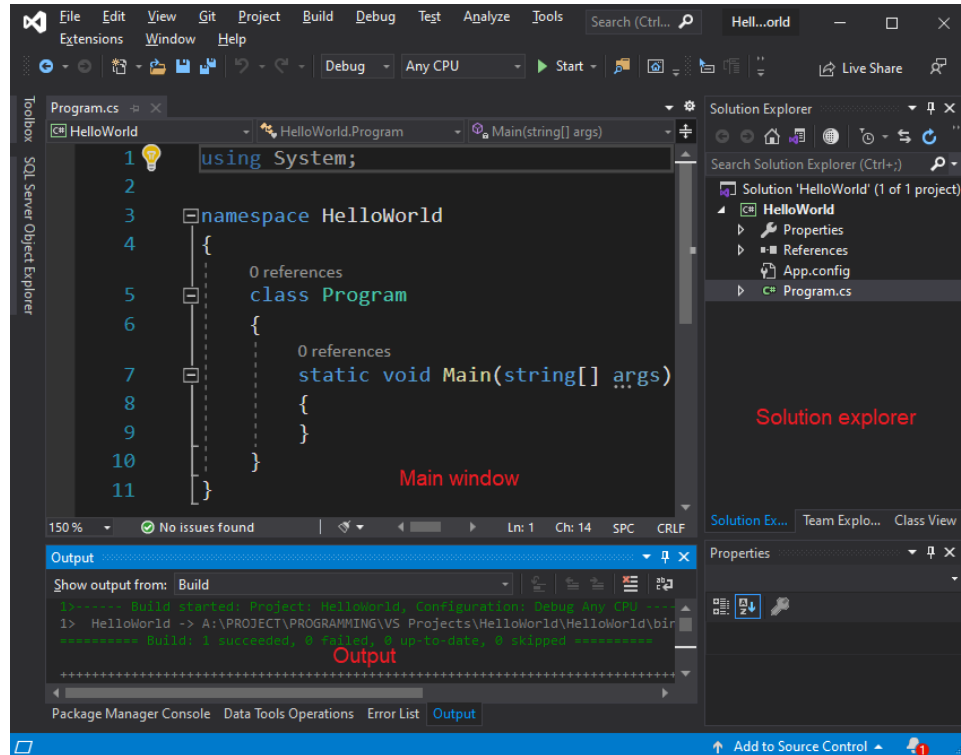 File Edit View Git Project Build Debug Test Analyze Tools Search (Ctrl... Hell...orld
Extensions Window Help
Debug Any CPU Start Live Share
Toolbox
SQL Server Object Explorer
Program.cs
C# HelloWorld HelloWorld.Program Main(string[] args)
1 using System;
2
3 namespace HelloWorld
4 {
0 references
5 class Program
6 {
0 references
7 static void Main(string[] args)
8 {
9 }
10 }
11 }
Main window
150 % No issues found Ln: 1 Ch: 14 SPC CRLF
Solution Explorer
Search Solution Explorer (Ctrl+;)
Solution 'HelloWorld' (1 of 1 project)
C# HelloWorld
Properties
References
App.config
C# Program.cs
Solution explorer
Solution Ex... Team Explo... Class View
Output
Show output from: Build
1>------ Build started: Project: HelloWorld, Configuration: Debug Any CPU ----
1> HelloWorld -> A:\PROJECT\PROGRAMMING\VS Projects\HelloWorld\HelloWorld\bin
========== Build: 1 succeeded, 0 failed, 0 up-to-date, 0 skipped ==========
Output
Package Manager Console Data Tools Operations Error List Output
Properties
Add to Source Control 1